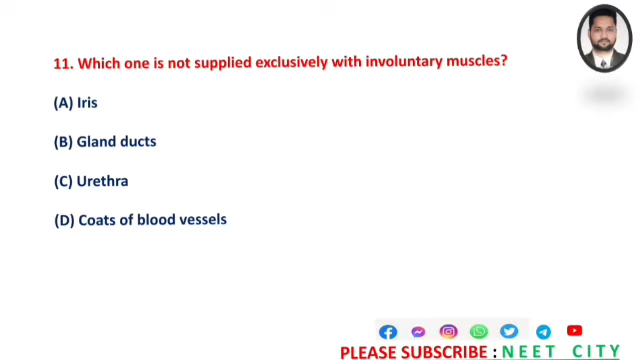 11. Which one is not supplied exclusively with involuntary muscles?
(A) Iris
(B) Gland ducts
(C) Urethra
(D) Coats of blood vessels
PLEASE SUBSCRIBE : NEET CITY